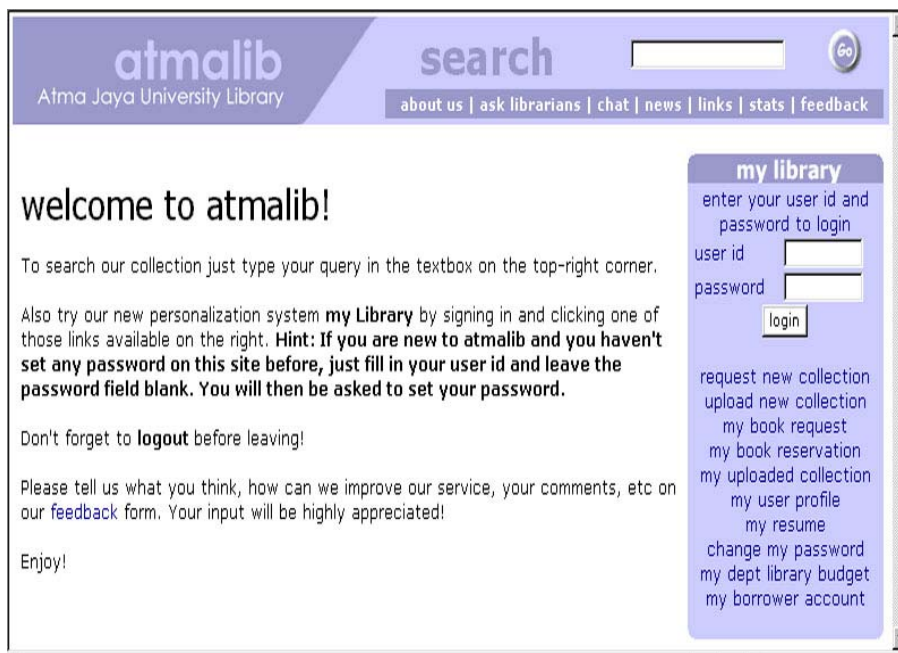 atmalib
Atma Jaya University Library
search
Go
about us | ask librarians | chat | news | links | stats | feedback
welcome to atmalib!
To search our collection just type your query in the textbox on the top-right corner.
Also try our new personalization system my Library by signing in and clicking one of
those links available on the right. Hint: If you are new to atmalib and you haven't
set any password on this site before, just fill in your user id and leave the
password field blank. You will then be asked to set your password.
Don't forget to logout before leaving!
Please tell us what you think, how can we improve our service, your comments, etc on
our feedback form. Your input will be highly appreciated!
Enjoy!
my library
enter your user id and
password to login
user id
password
login
request new collection
upload new collection
my book request
my book reservation
my uploaded collection
my user profile
my resume
change my password
my dept library budget
my borrower account